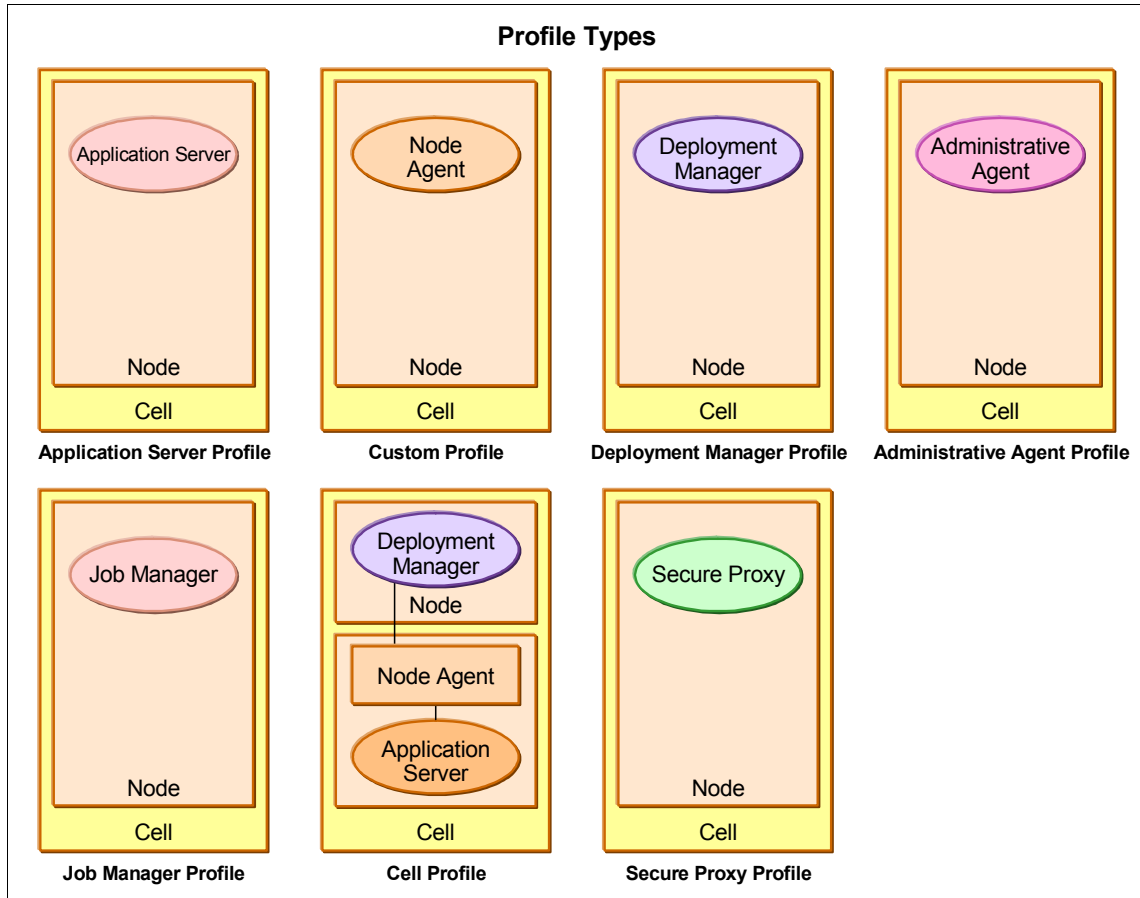 Profile Types
Application Server
Node
Cell
Application Server Profile
Node
Agent
Node
Cell
Custom Profile
Deployment
Manager
Node
Cell
Deployment Manager Profile
Administrative
Agent
Node
Cell
Administrative Agent Profile
Job Manager
Node
Cell
Job Manager Profile
Deployment
Manager
Node
Node Agent
Application
Server
Cell
Cell Profile
Secure Proxy
Node
Cell
Secure Proxy Profile